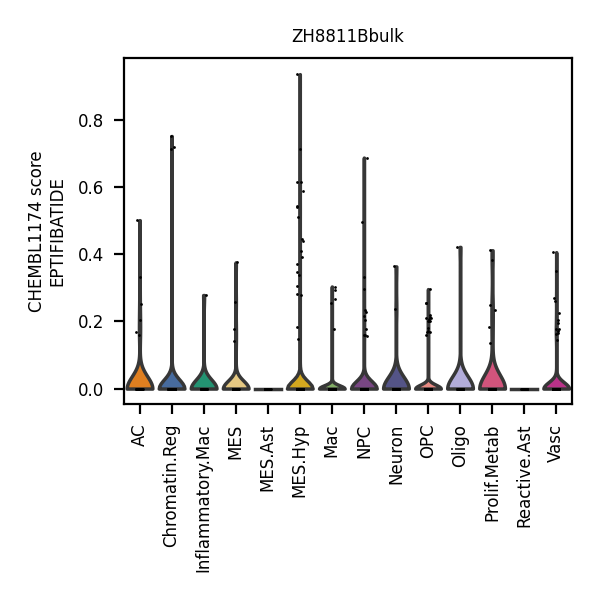 ZH8811Bbulk
CHEMBL1174 score
EPTIFIBATIDE
0.8
0.6
0.4
0.2
0.0
AC
Chromatin.Reg
Inflammatory.Mac
MES
MES.Ast
MES.Hyp
Mac
NPC
Neuron
OPC
Oligo
Prolif.Metab
Reactive.Ast
Vasc